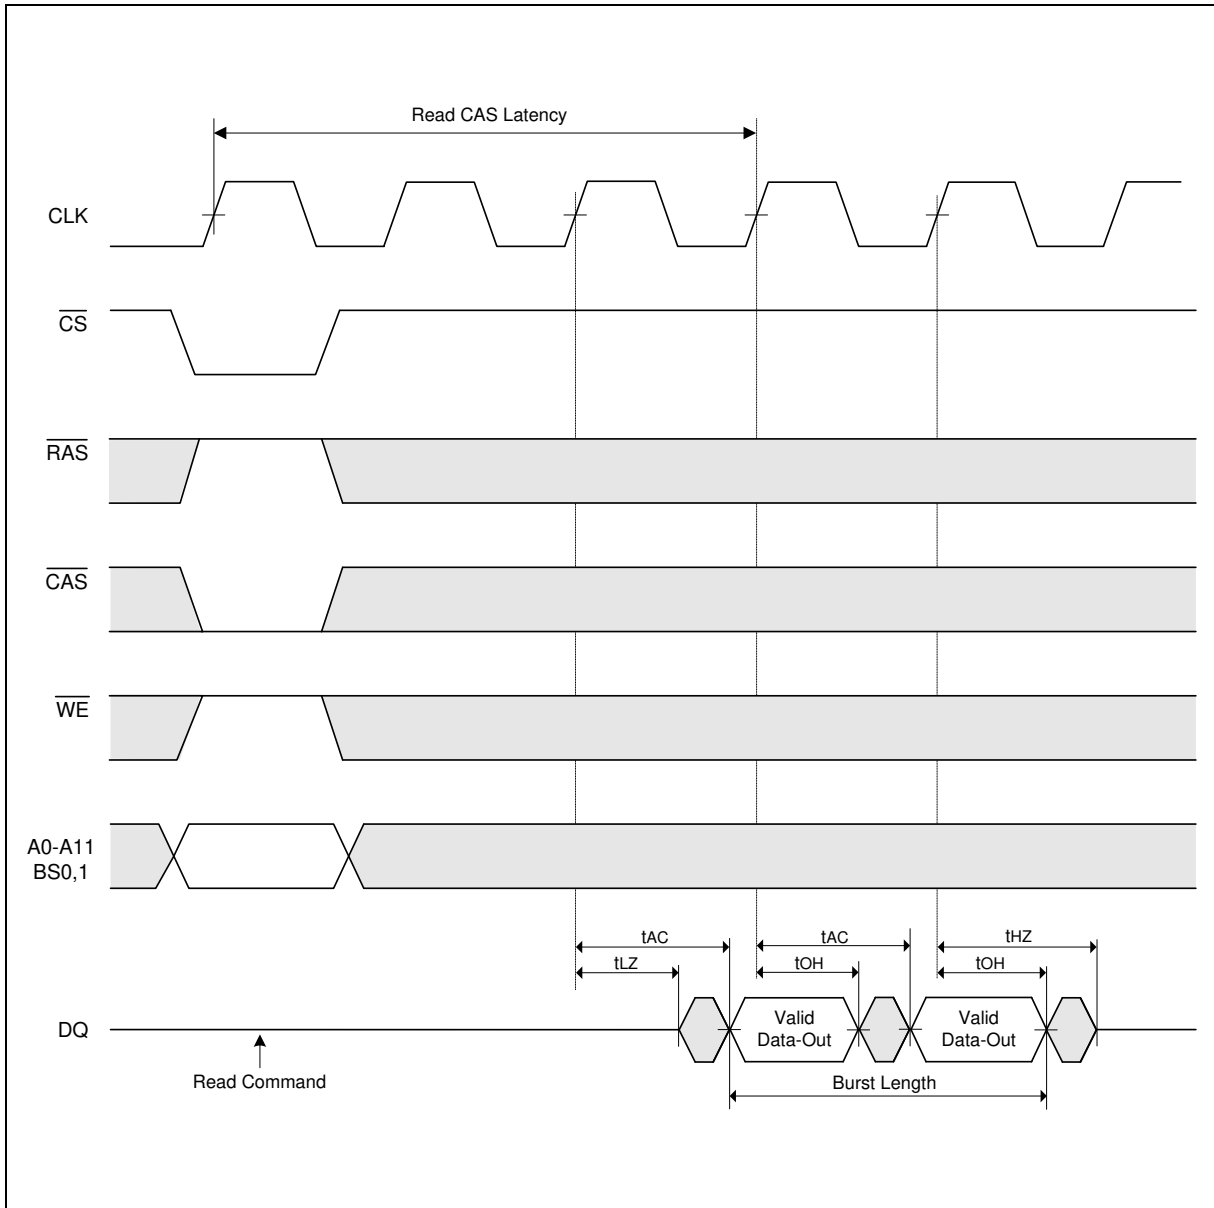 Read CAS Latency
CLK
CS
RAS
CAS
WE
A0-A11
BS0,1
tAC
tAC
tHZ
tLZ
tOH
tOH
DQ
Valid
Data-Out
Valid
Data-Out
Read Command
Burst Length